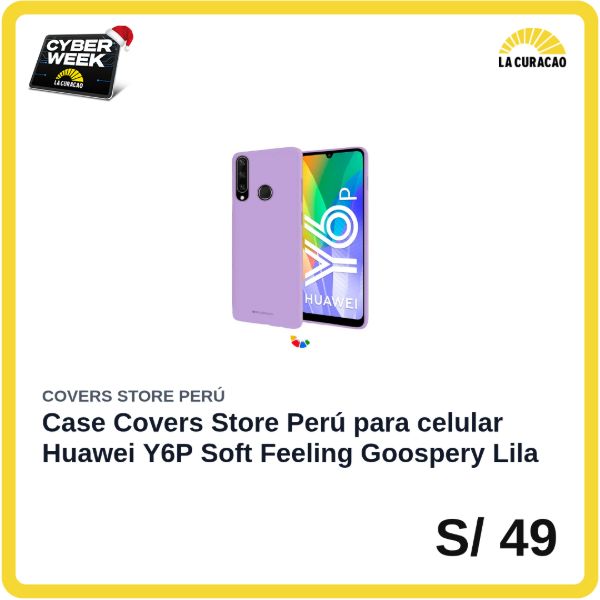 CYBER
WEEK
LA CURACAO
LA CURACAO
Y6P
HUAWEI
COVERS STORE PERÚ
Case Covers Store Perú para celular
Huawei Y6P Soft Feeling Goospery Lila
S/ 49